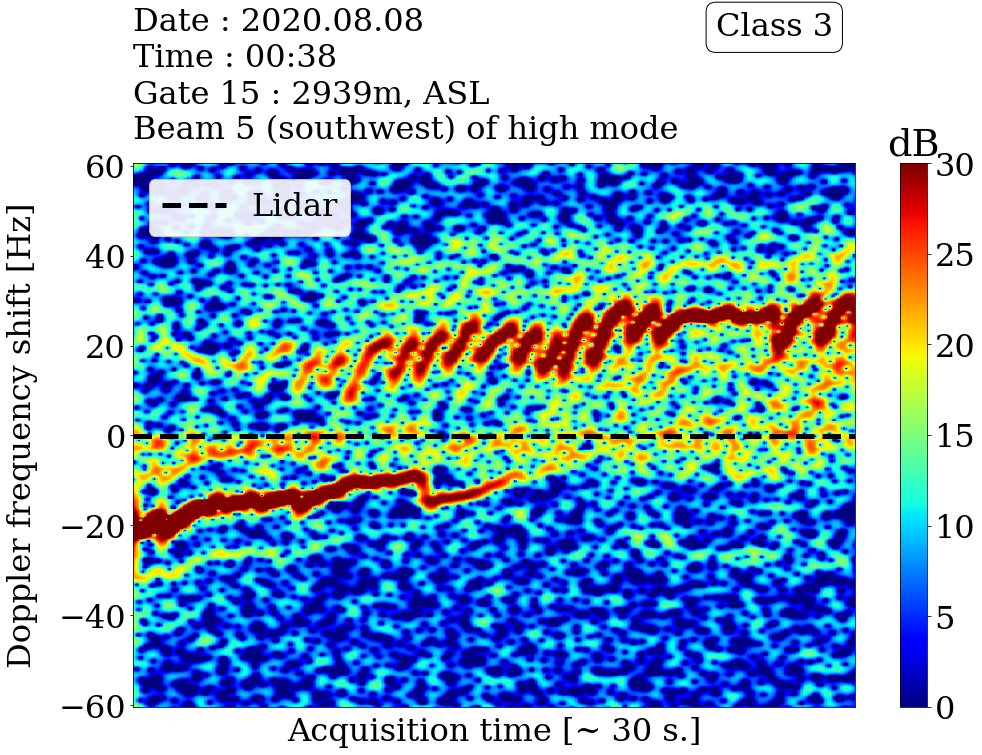 Date : 2020.08.08
Time : 00:38
Gate 15 : 2939m, ASL
Beam 5 (southwest) of high mode
Class 3
dB
Lidar
Doppler frequency shift [Hz]
60
40
20
0
−20
−40
−60
30
25
20
15
10
5
0
Acquisition time [~ 30 s.]